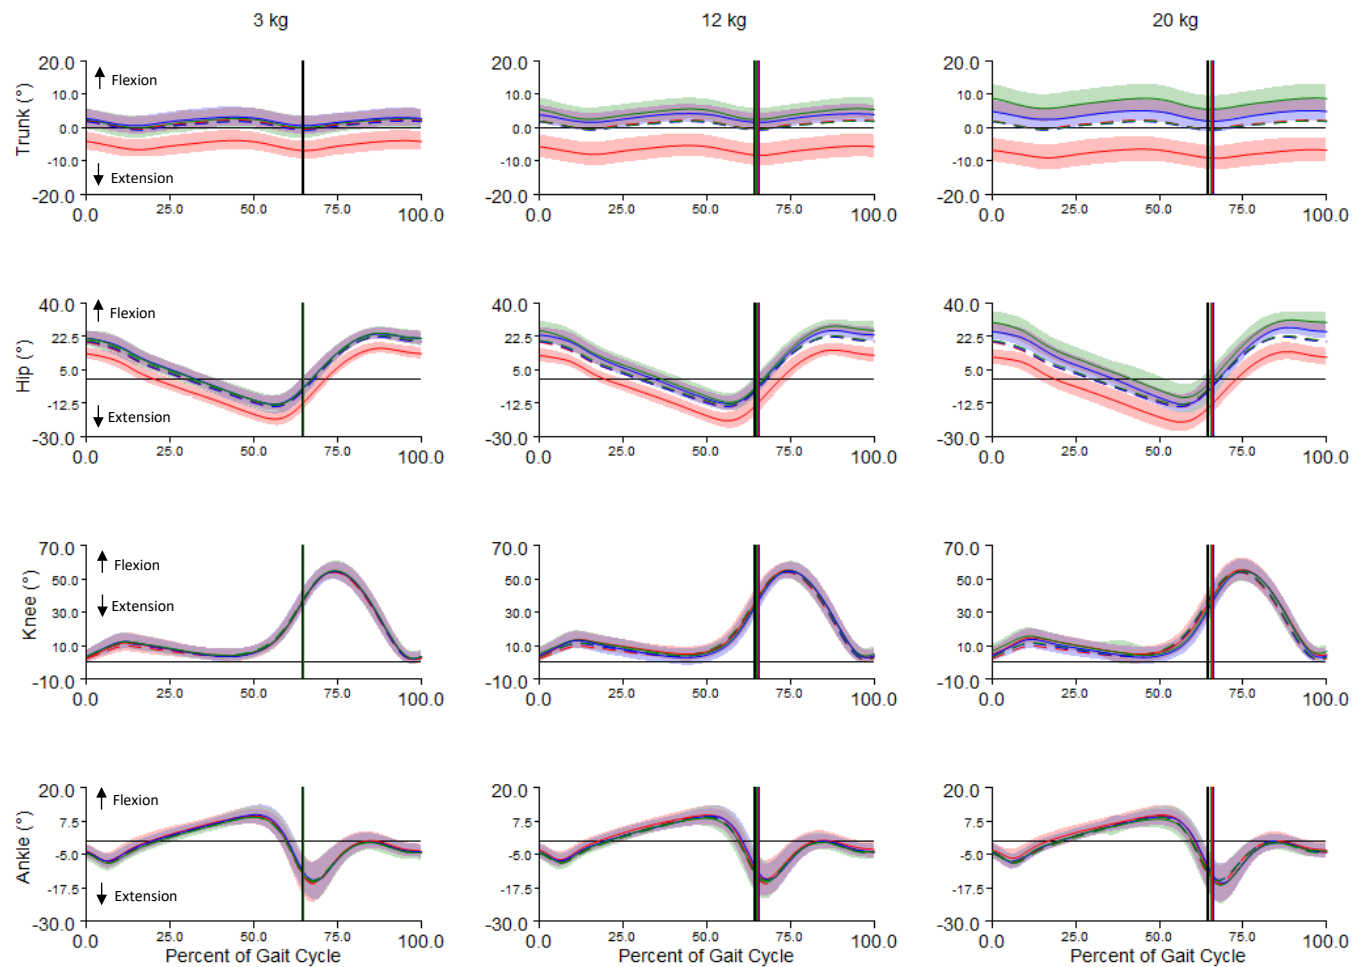 3 kg 12 kg 20 kg
Trunk (°)
20.0 20.0 20.0
Flexion
10.0 10.0 10.0
0.0 0.0 0.0
-10.0 -10.0 -10.0
Extension
-20.0 -20.0 -20.0
0.0 25.0 50.0 75.0 100.0 0.0 25.0 50.0 75.0 100.0 0.0 25.0 50.0 75.0 100.0
Hip (°)
40.0 40.0 40.0
Flexion
22.5 22.5 22.5
5.0 5.0 5.0
-12.5 -12.5 -12.5
Extension
-30.0 -30.0 -30.0
0.0 25.0 50.0 75.0 100.0 0.0 25.0 50.0 75.0 100.0 0.0 25.0 50.0 75.0 100.0
Knee (°)
70.0 70.0 70.0
Flexion
50.0 50.0 50.0
Extension
30.0 30.0 30.0
10.0 10.0 10.0
-10.0 -10.0 -10.0
0.0 25.0 50.0 75.0 100.0 0.0 25.0 50.0 75.0 100.0 0.0 25.0 50.0 75.0 100.0
Ankle (°)
20.0 20.0 20.0
Flexion
7.5 7.5 7.5
-5.0 -5.0 -5.0
-17.5 -17.5 -17.5
Extension
-30.0 -30.0 -30.0
0.0 25.0 50.0 75.0 100.0 0.0 25.0 50.0 75.0 100.0 0.0 25.0 50.0 75.0 100.0
Percent of Gait Cycle Percent of Gait Cycle Percent of Gait Cycle